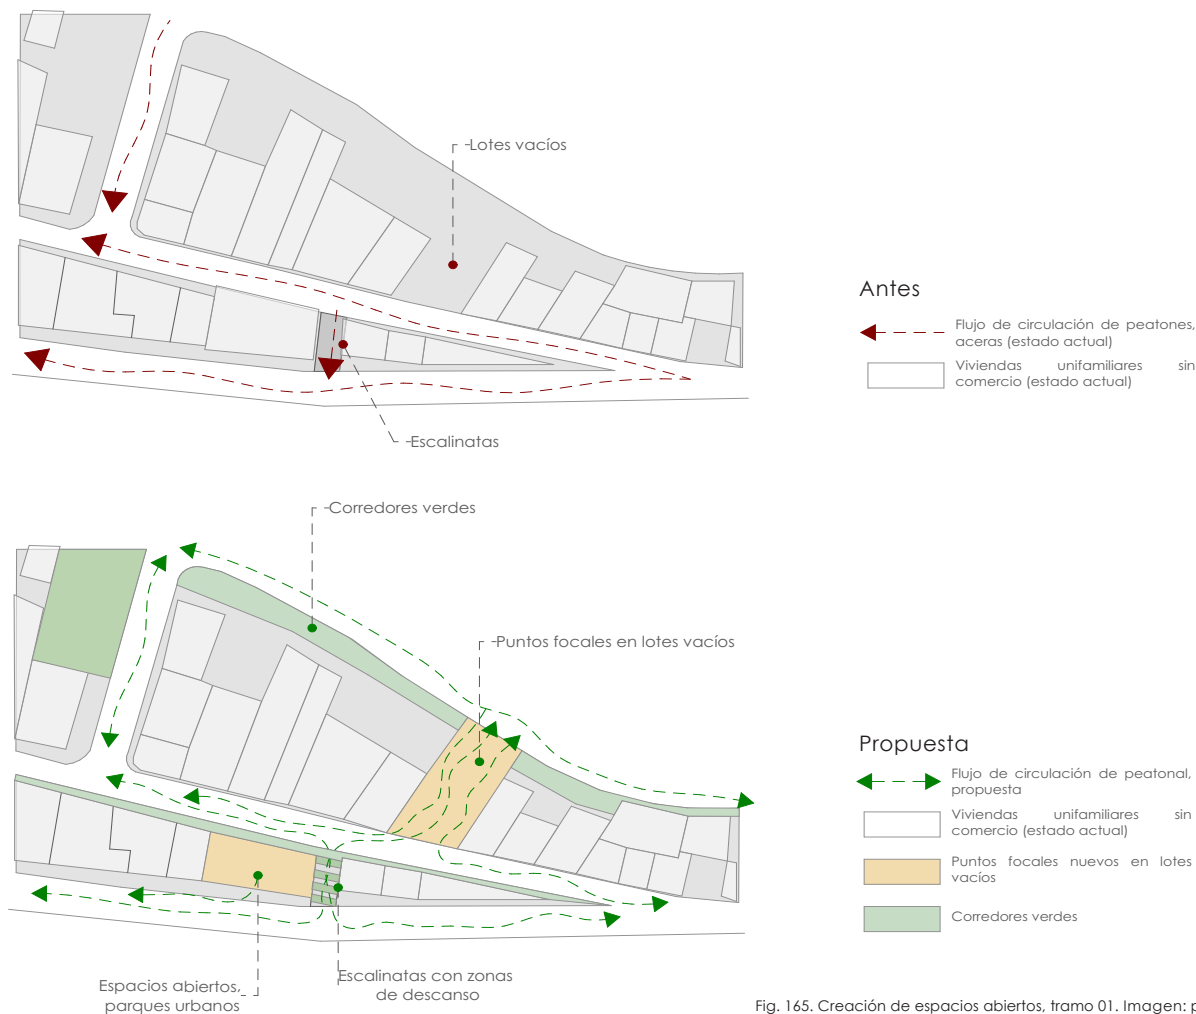 -Lotes vacíos
-Escalinatas
Antes
Flujo de circulación de peatones,
aceras (estado actual)
Viviendas unifamiliares sin
comercio (estado actual)
-Corredores verdes
-Puntos focales en lotes vacíos
Espacios abiertos,
parques urbanos
Escalinatas con zonas
de descanso
Propuesta
Flujo de circulación de peatonal,
propuesta
Viviendas unifamiliares sin
comercio (estado actual)
Puntos focales nuevos en lotes
vacíos
Corredores verdes
Fig. 165. Creación de espacios abiertos, tramo 01. Imagen: p